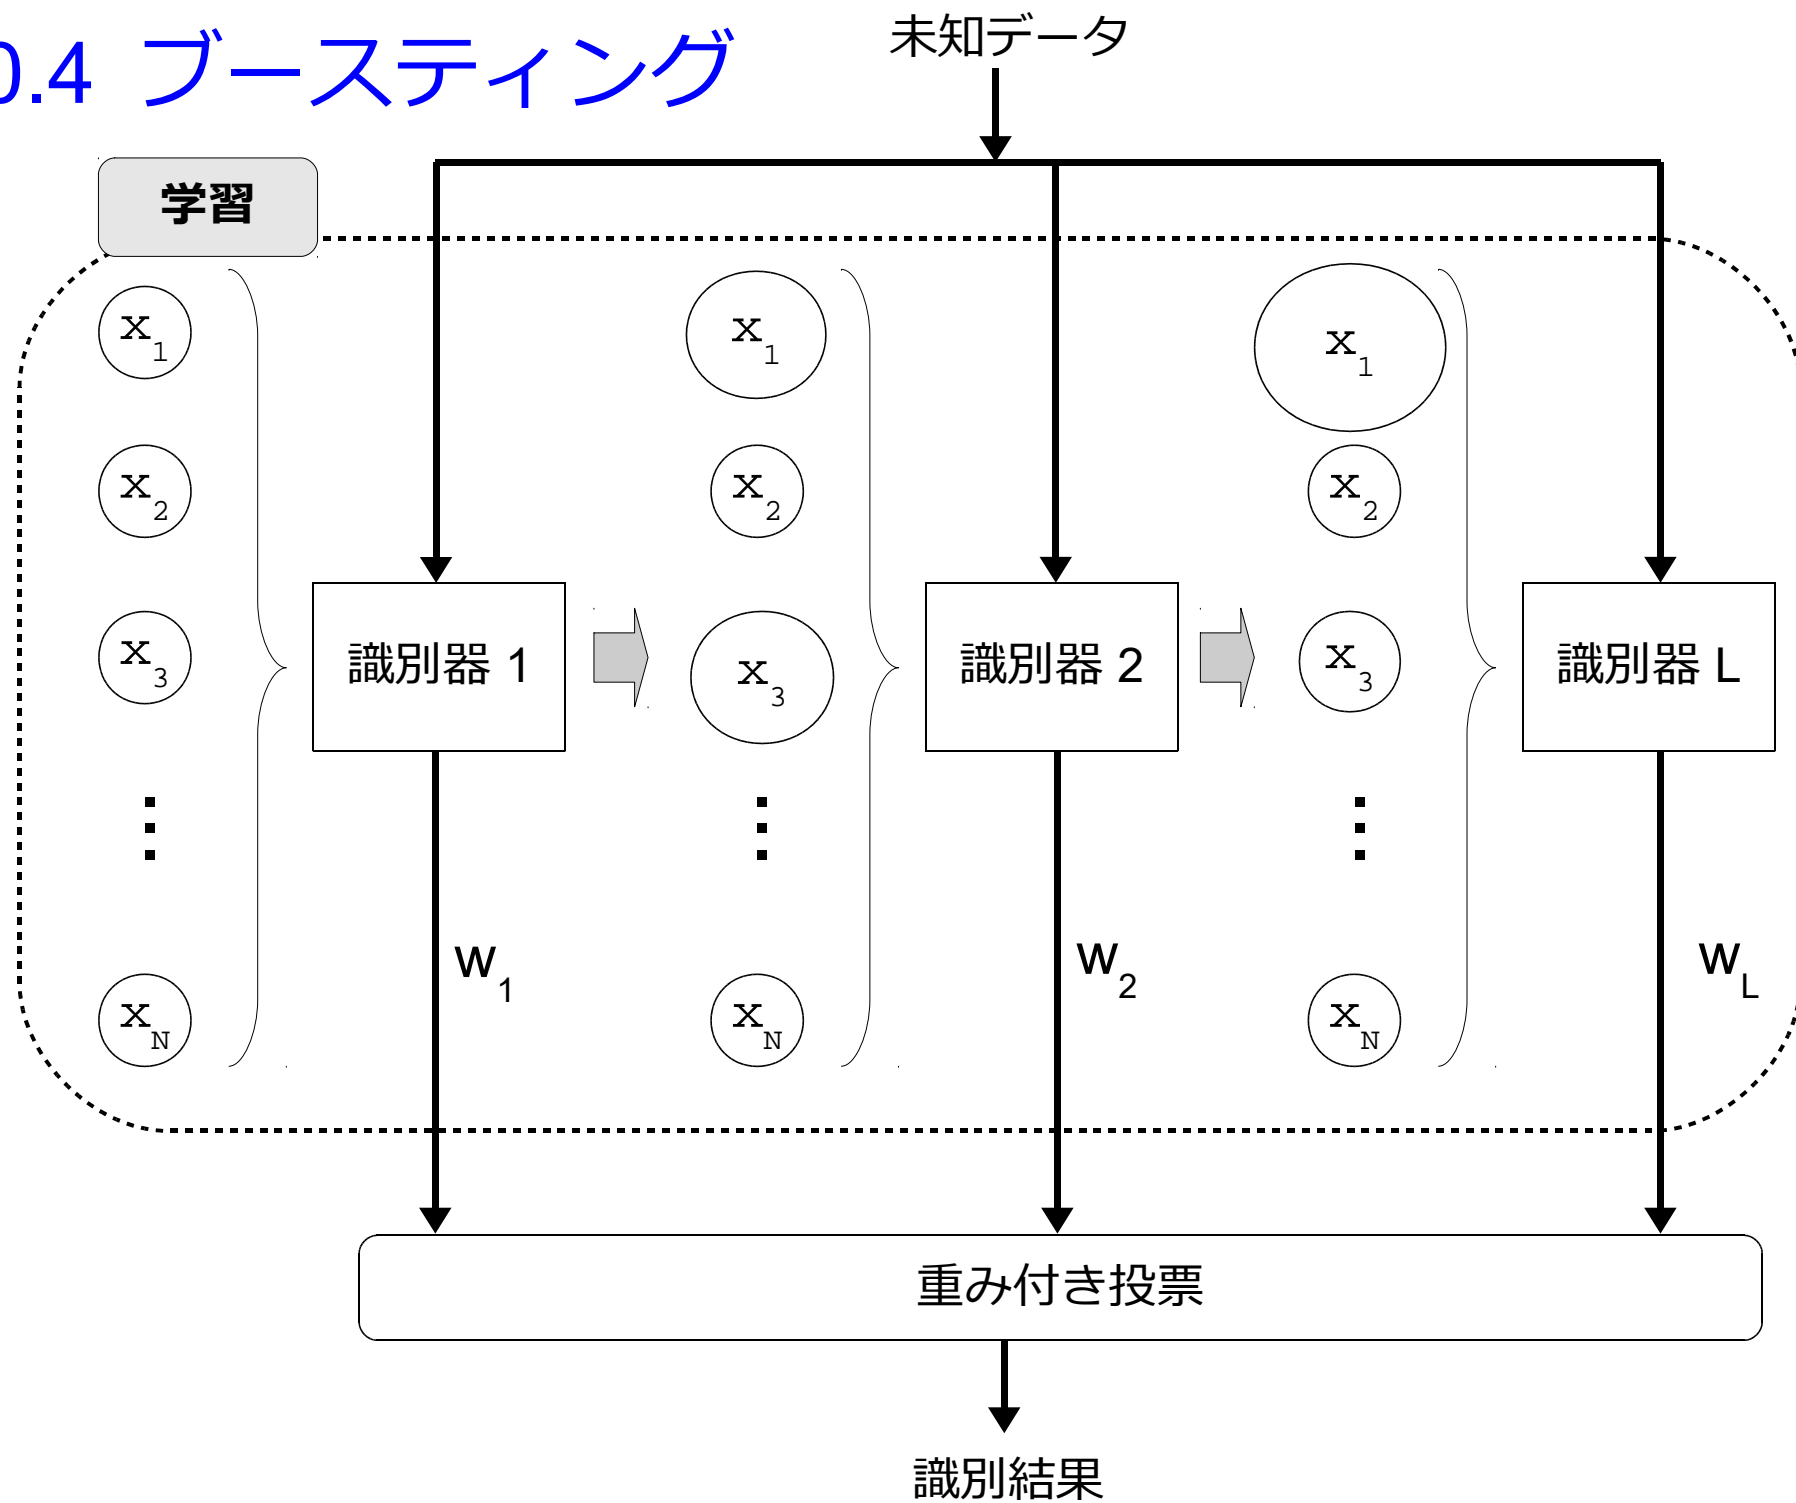 0.4 ブースティング
未知データ
学習
x1
x1
x1
x2
x2
x2
x3
x3
x3
識別器 1
識別器 2
識別器 L
⋮
⋮
⋮
w1
w2
wL
xN
xN
xN
重み付き投票
識別結果